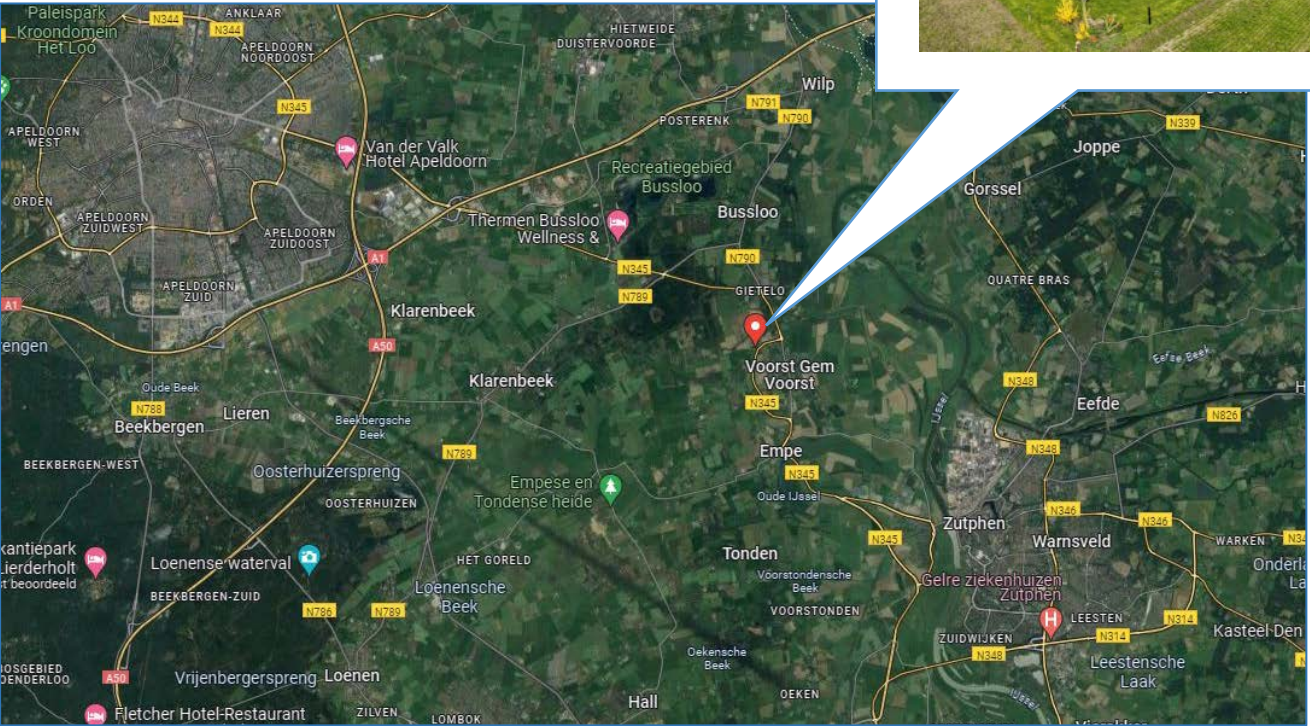 Paleispark
Kroondomein
Het Loo
N344
ANKLAAR
N344
APELDOORN
NOORDOOST
HIETWEIDE
DUISTERVOORDE
Wilp
N345
N791
N790
POSTERENK
N339
APELDOORN
WEST
Van der Valk
Hotel Apeldoorn
Joppe
Recreatiegebied
Bussloo
Gorssel
ORDEN
APELDOORN
ZUIDWEST
APELDOORN
ZUIDOOST
Thermen Bussloo
Wellness &
Bussloo
A1
N345
N790
APELDOORN
ZUID
N789
GIETELO
QUATRE BRAS
A1
Klarenbeek
A50
Voorst Gem
Voorst
Eefse Beek
Klarenbeek
N348
Oude Beek
N788
Lieren
Beekbergen
Beekbergsche
Beek
N345
IJssel
Eefde
N826
BEEKBERGEN-WEST
N789
Empe
N348
Oosterhuizerspreng
N345
OOSTERHUIZEN
Empese en
Tondense heide
Oude IJssel
N346
N346
Zutphen
N345
Warnsveld
WARKEN
Loenense waterval
HET GORELD
Tonden
Voorstondensche
Beek
Gelre ziekenhuizen
Zutphen
BEEKBERGEN-ZUID
Loenensche
Beek
N786
N789
VOORSTONDEN
LEESTEN
N314
N314
Kasteel Den
ZUIDWIJKEN
N348
Oekensche
Beek
Leestensche
Laak
A50
Vrijenbergerspreng
Loenen
OEKEN
Hall
IJssel
Fletcher Hotel-Restaurant
ZILVEN
LOMBOK